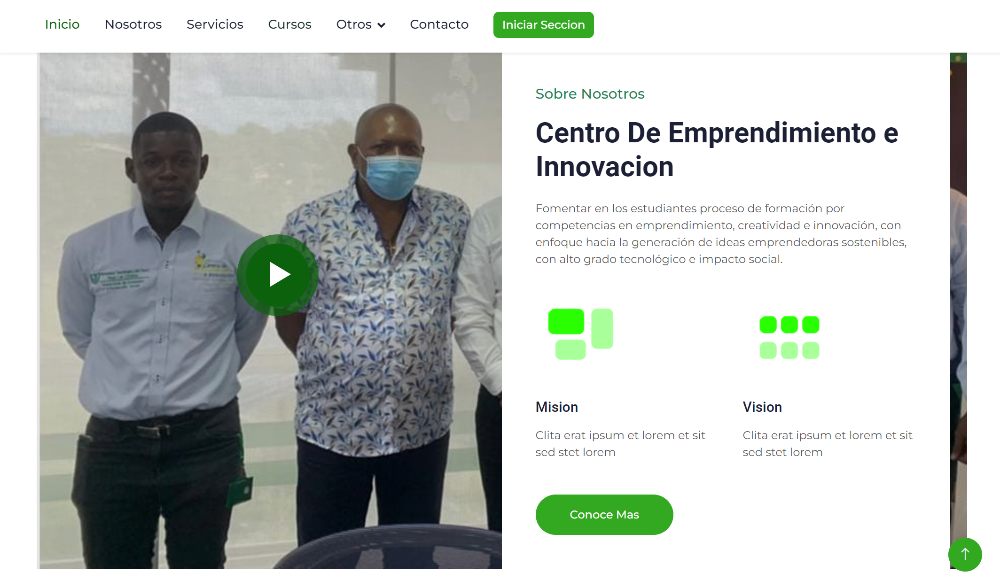 Inicio Nosotros Servicios Cursos Otros Contacto Iniciar Seccion
Sobre Nosotros
Centro De Emprendimiento e
Innovacion
Fomentar en los estudiantes proceso de formación por
competencias en emprendimiento, creatividad e innovación, con
enfoque hacia la generación de ideas emprendedoras sostenibles,
con alto grado tecnológico e impacto social.
Mision
Clita erat ipsum et lorem et sit
sed stet lorem
Vision
Clita erat ipsum et lorem et sit
sed stet lorem
Conoce Mas